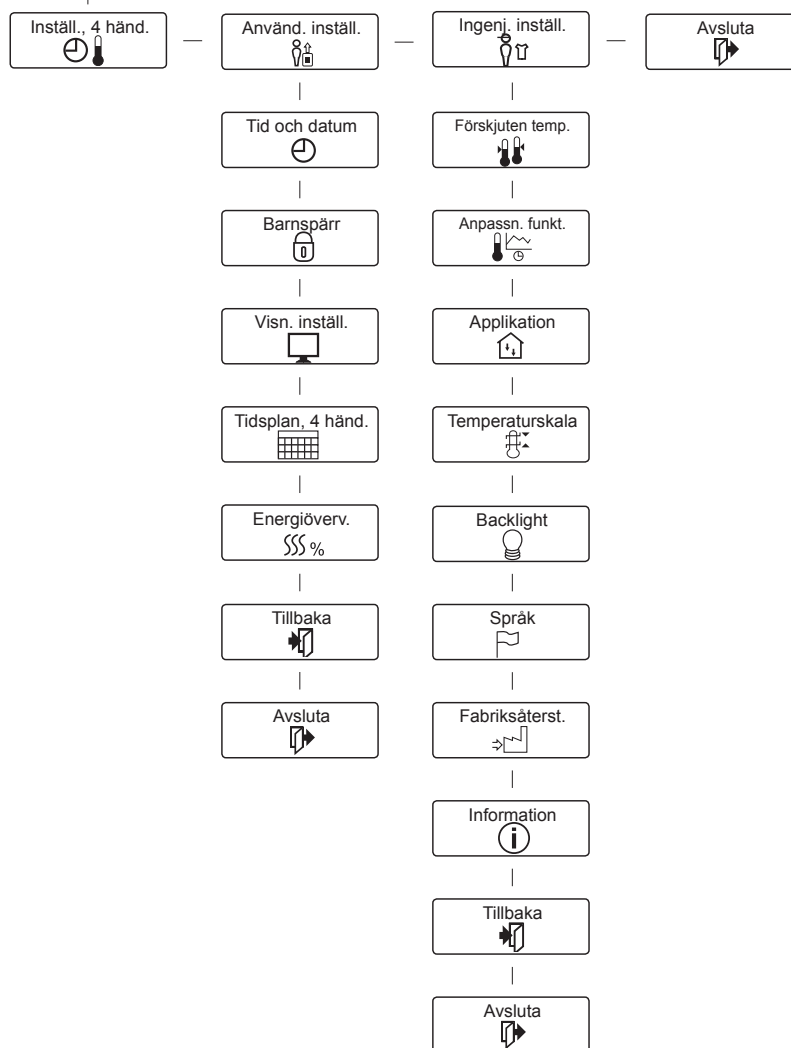 Inställ., 4 händ.
Använd. inställ.
Ingenj. inställ.
Avsluta
Tid och datum
Barnspärr
Visn. inställ.
Tidsplan, 4 händ.
Energiöverv.
%
Tillbaka
Avsluta
Förskjuten temp.
Anpassn. funkt.
Applikation
Temperaturskala
Backlight
Språk
Fabriksåterst.
Information
i
Tillbaka
Avsluta